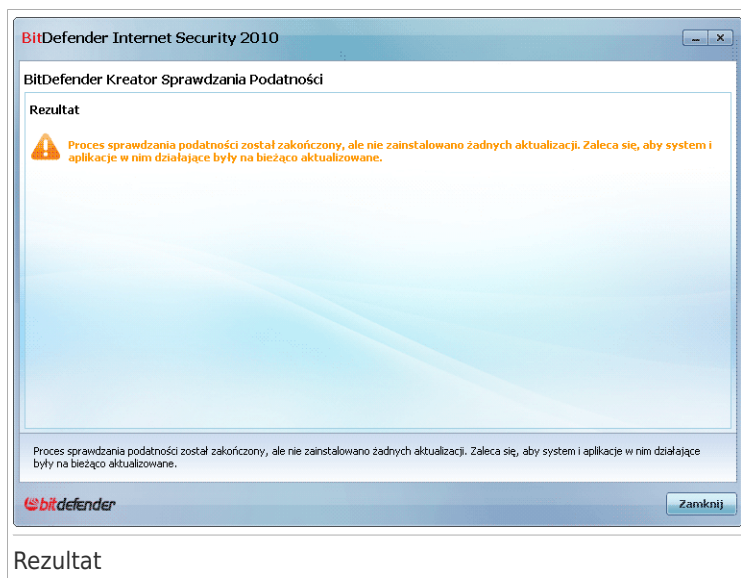 BitDefender Internet Security 2010
BitDefender Kreator Sprawdzania Podatności
Rezultat
Proces sprawdzania podatności został zakończony, ale nie zainstalowano żadnych aktualizacji. Zaleca się, aby system i
aplikacje w nim działające były na bieżąco aktualizowane.
Proces sprawdzania podatności został zakończony, ale nie zainstalowano żadnych aktualizacji. Zaleca się, aby system i aplikacje w nim działające
były na bieżąco aktualizowane.
bitdefender
Zamknij
Rezultat